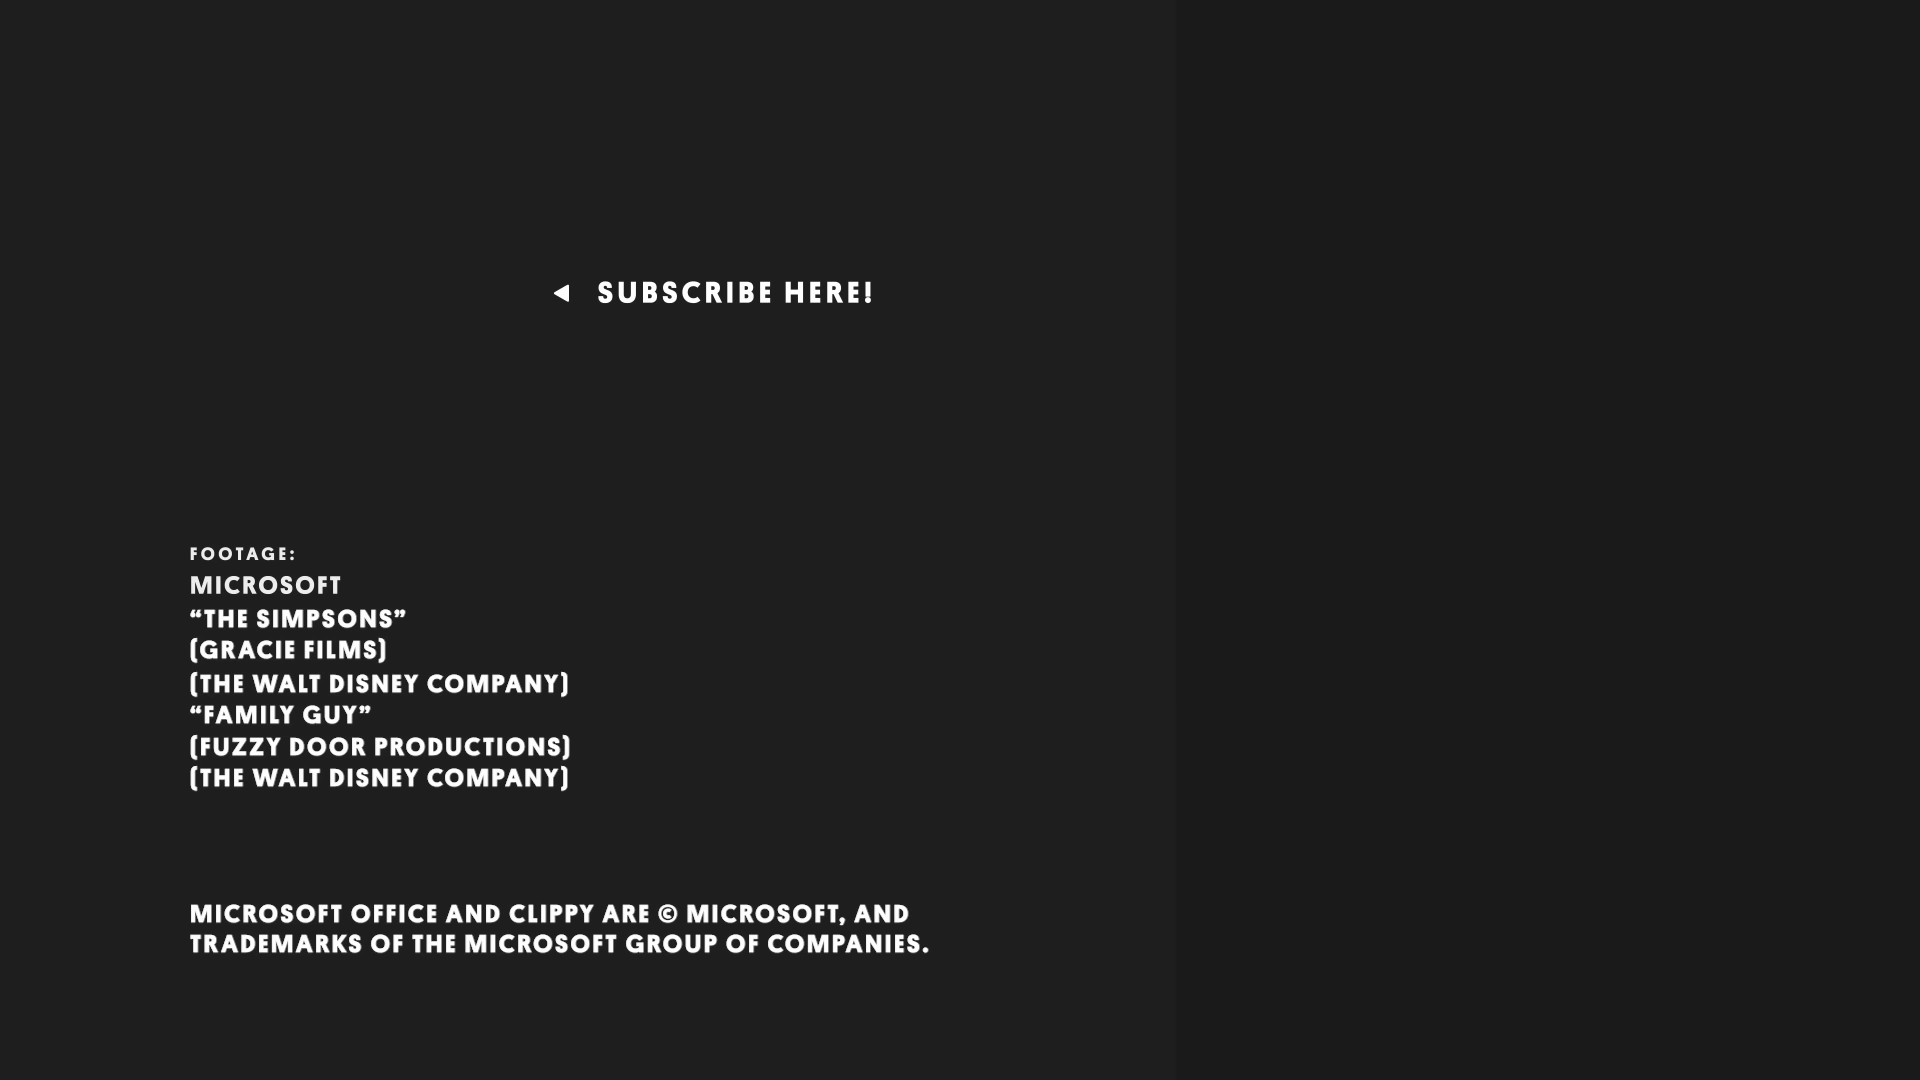 ◀ SUBSCRIBE HERE!
FOOTAGE:
MICROSOFT
“THE SIMPSONS”
(GRACIE FILMS)
(THE WALT DISNEY COMPANY)
“FAMILY GUY”
(FUZZY DOOR PRODUCTIONS)
(THE WALT DISNEY COMPANY)
MICROSOFT OFFICE AND CLIPPY ARE © MICROSOFT, AND
TRADEMARKS OF THE MICROSOFT GROUP OF COMPANIES.